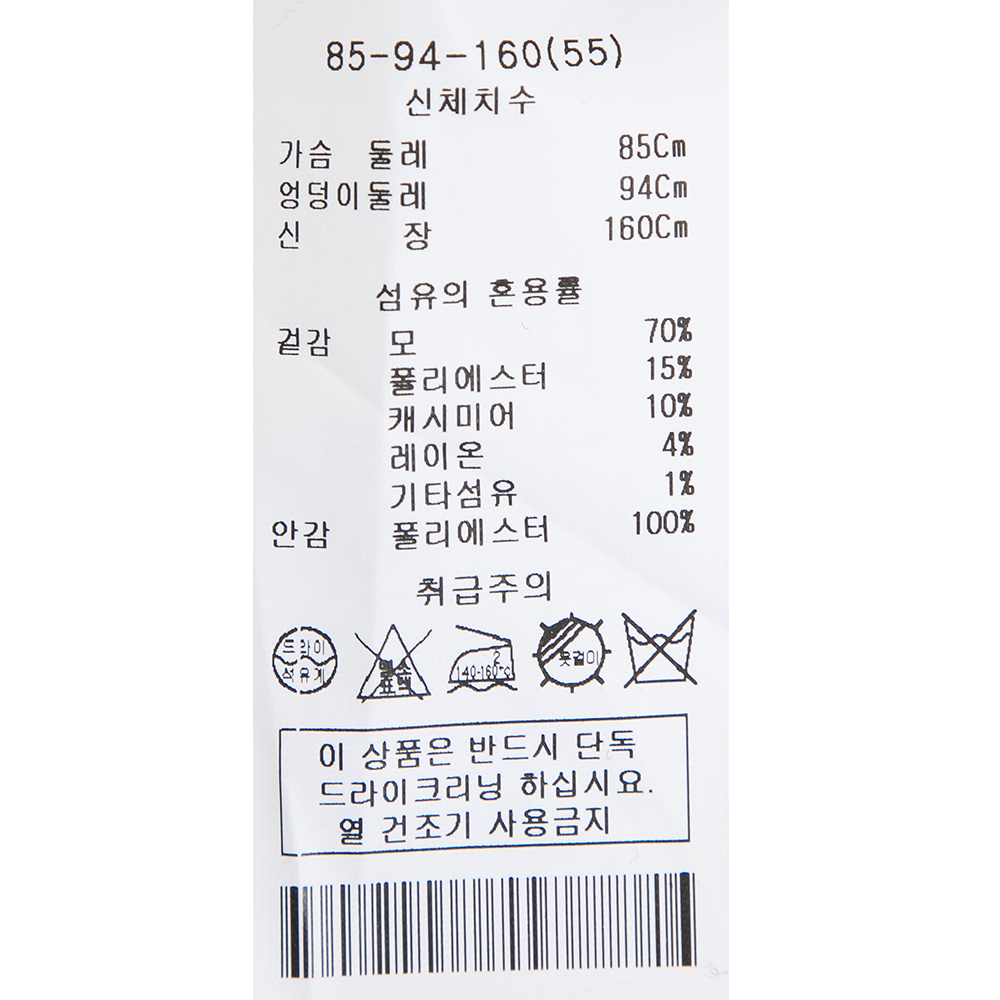 85-94-160(55)
신체치수
가슴 둘레 85Cm
엉덩이둘레 94Cm
신 장 160Cm
섬유의 혼용률
겉감 모 70%
폴리에스터 15%
캐시미어 10%
레이온 4%
기타섬유 1%
안감 폴리에스터 100%
취급주의
드라이
석유계
염소
표백
2
140-160℃
옷걸이
이 상품은 반드시 단독
드라이크리닝 하십시요.
열 건조기 사용금지